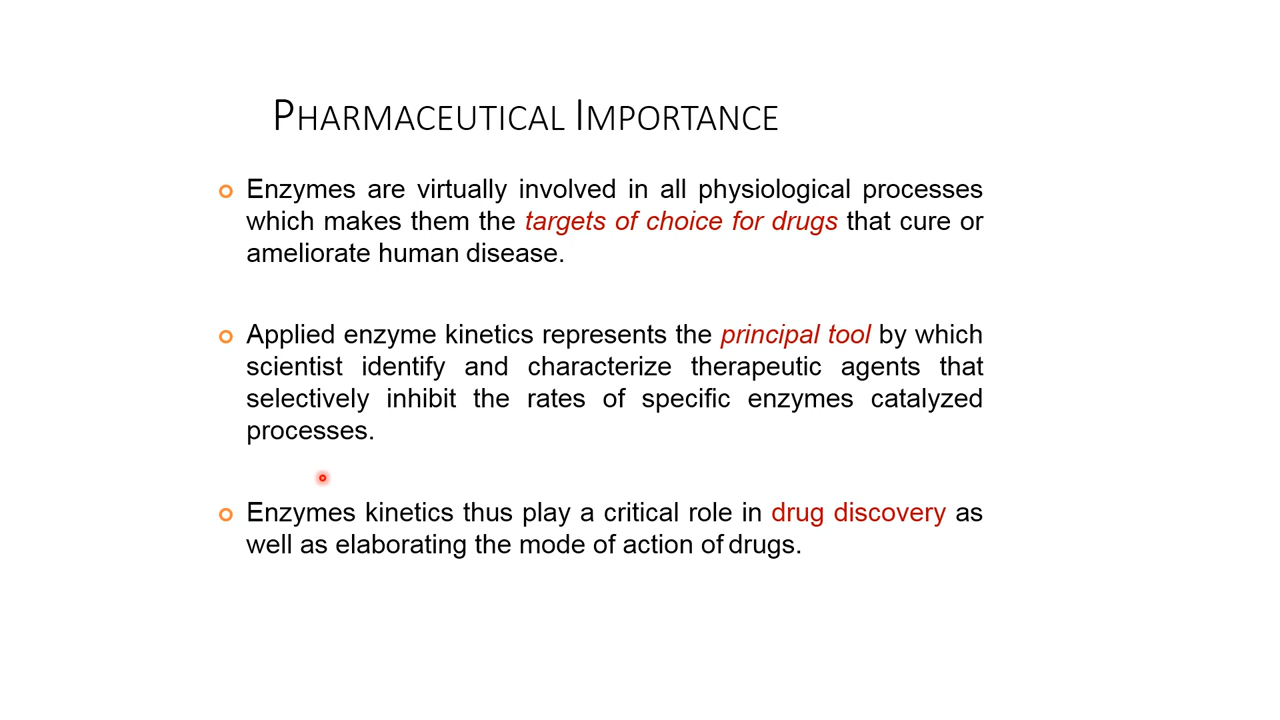 PHARMACEUTICAL IMPORTANCE
Enzymes are virtually involved in all physiological processes
which makes them the targets of choice for drugs that cure or
ameliorate human disease.
Applied enzyme kinetics represents the principal tool by which
scientist identify and characterize therapeutic agents that
selectively inhibit the rates of specific enzymes catalyzed
processes.
Enzymes kinetics thus play a critical role in drug discovery as
well as elaborating the mode of action of drugs.